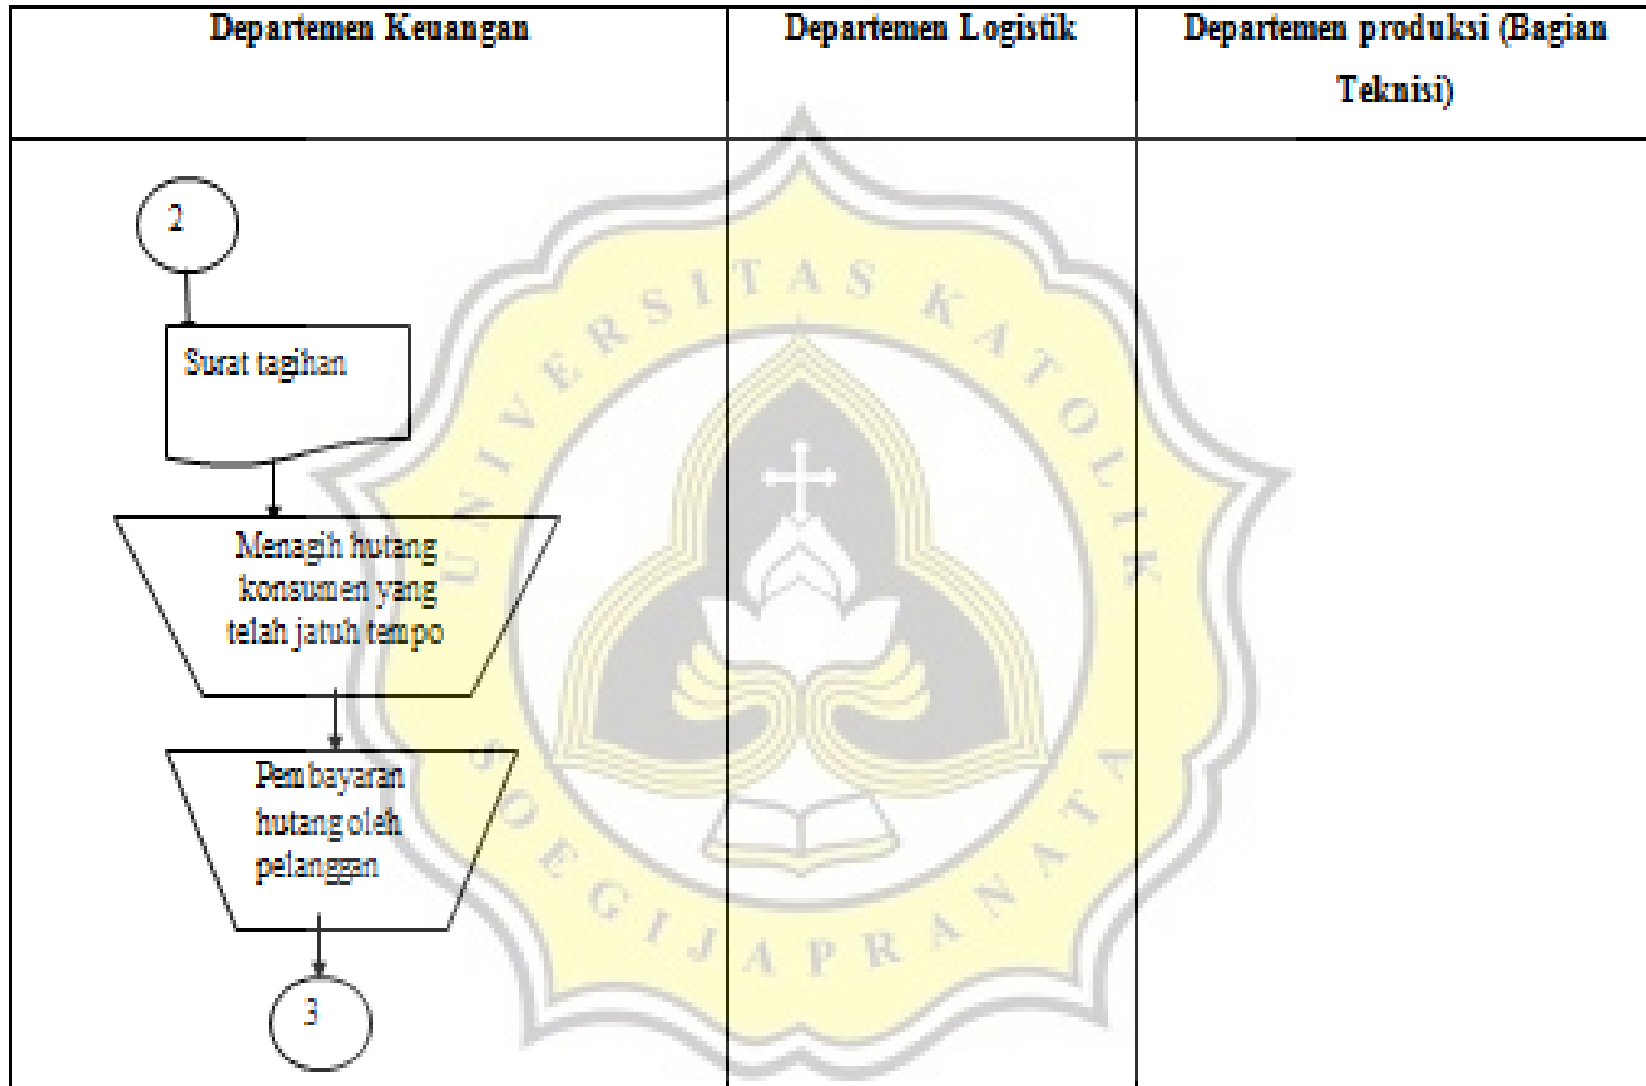 Departemen Keuangan
Departemen Logistik
Departemen produksi (Bagian
Teknisi)
2
Surat tagihan
Menagih hutang
konsumen yang
telah jatuh tempo
Pembayaran
hutang oleh
pelanggan
3
UNIVERSITAS KATOLIK
SOEGIJAPRANATA